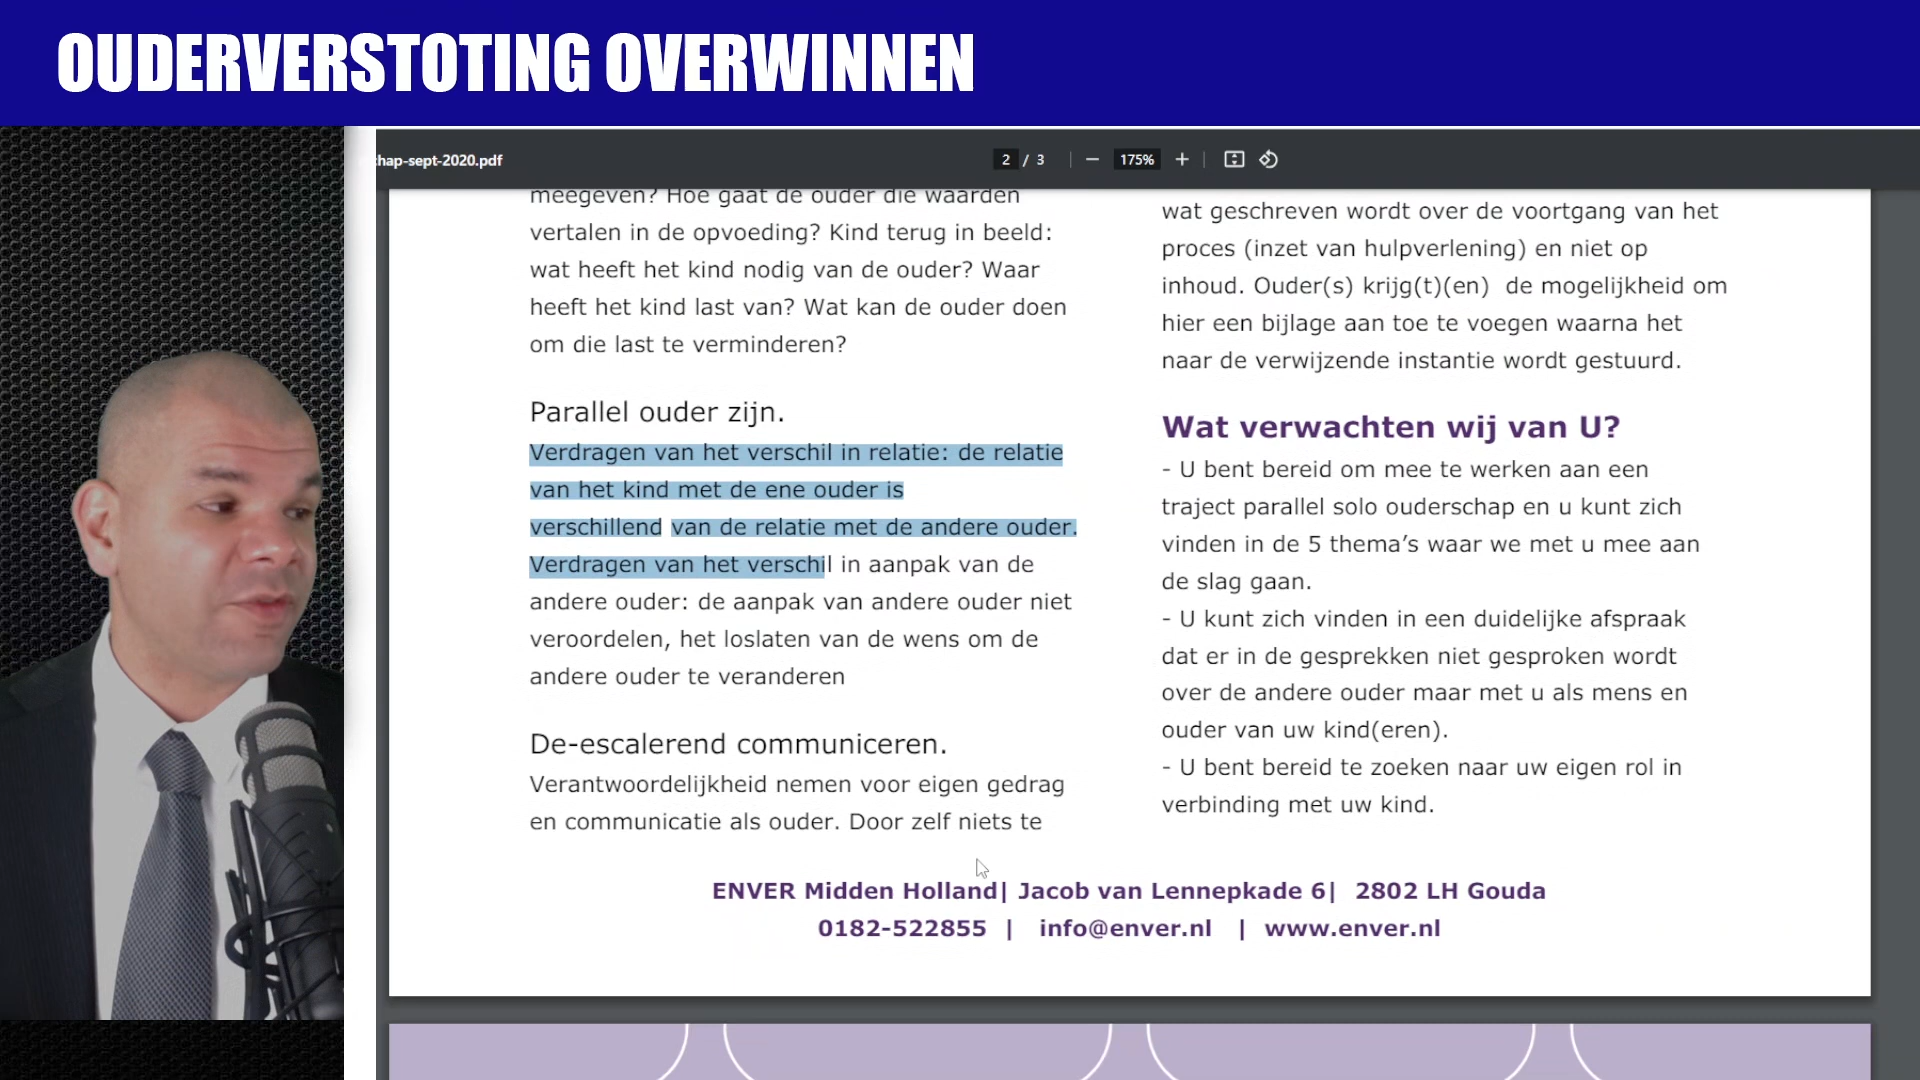 OUDERVERSTOTING OVERWINNEN
chap-sept-2020.pdf
2 / 3
175%
meegeven? Hoe gaat de ouder die waarden
vertalen in de opvoeding? Kind terug in beeld:
wat heeft het kind nodig van de ouder? Waar
heeft het kind last van? Wat kan de ouder doen
om die last te verminderen?
Parallel ouder zijn.
Verdragen van het verschil in relatie: de relatie
van het kind met de ene ouder is
verschillend van de relatie met de andere ouder.
Verdragen van het verschil in aanpak van de
andere ouder: de aanpak van andere ouder niet
veroordelen, het loslaten van de wens om de
andere ouder te veranderen
De-escalerend communiceren.
Verantwoordelijkheid nemen voor eigen gedrag
en communicatie als ouder. Door zelf niets te
wat geschreven wordt over de voortgang van het
proces (inzet van hulpverlening) en niet op
inhoud. Ouder(s) krijg(t)(en) de mogelijkheid om
hier een bijlage aan toe te voegen waarna het
naar de verwijzende instantie wordt gestuurd.
Wat verwachten wij van U?
- U bent bereid om mee te werken aan een
traject parallel solo ouderschap en u kunt zich
vinden in de 5 thema's waar we met u mee aan
de slag gaan.
- U kunt zich vinden in een duidelijke afspraak
dat er in de gesprekken niet gesproken wordt
over de andere ouder maar met u als mens en
ouder van uw kind(eren).
- U bent bereid te zoeken naar uw eigen rol in
verbinding met uw kind.
ENVER Midden Holland| Jacob van Lennepkade 6| 2802 LH Gouda
0182-522855 | info@enver.nl | www.enver.nl